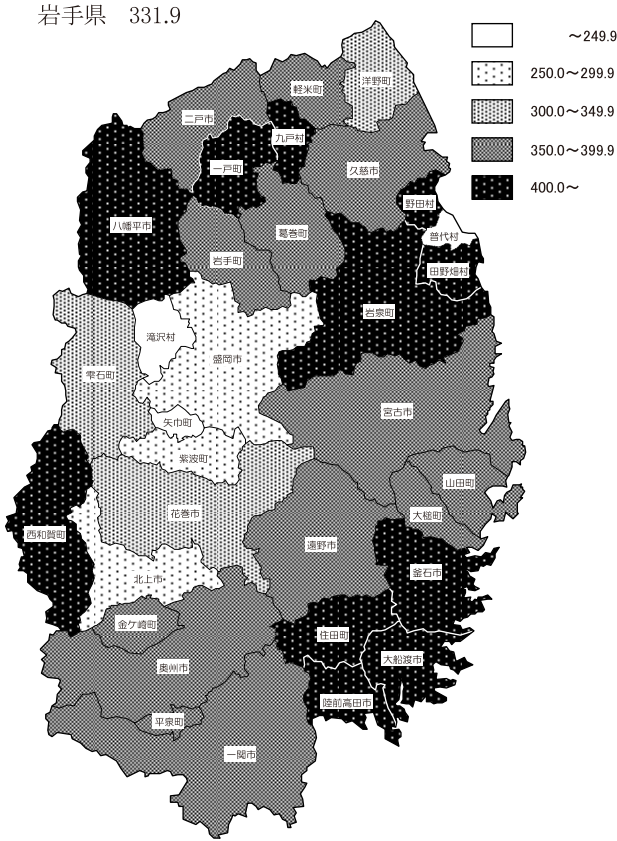 岩手県 331.9
～249.9
250.0～299.9
300.0～349.9
350.0～399.9
400.0～
洋野町
軽米町
二戸市
九戸村
一戸町
久慈市
野田村
八幡平市
葛巻町
普代村
岩手町
田野畑村
岩泉町
滝沢村
盛岡市
雫石町
宮古市
矢巾町
紫波町
山田町
花巻市
大槌町
西和賀町
遠野市
釜石市
北上市
金ケ崎町
住田町
大船渡市
奥州市
陸前高田市
平泉町
一関市